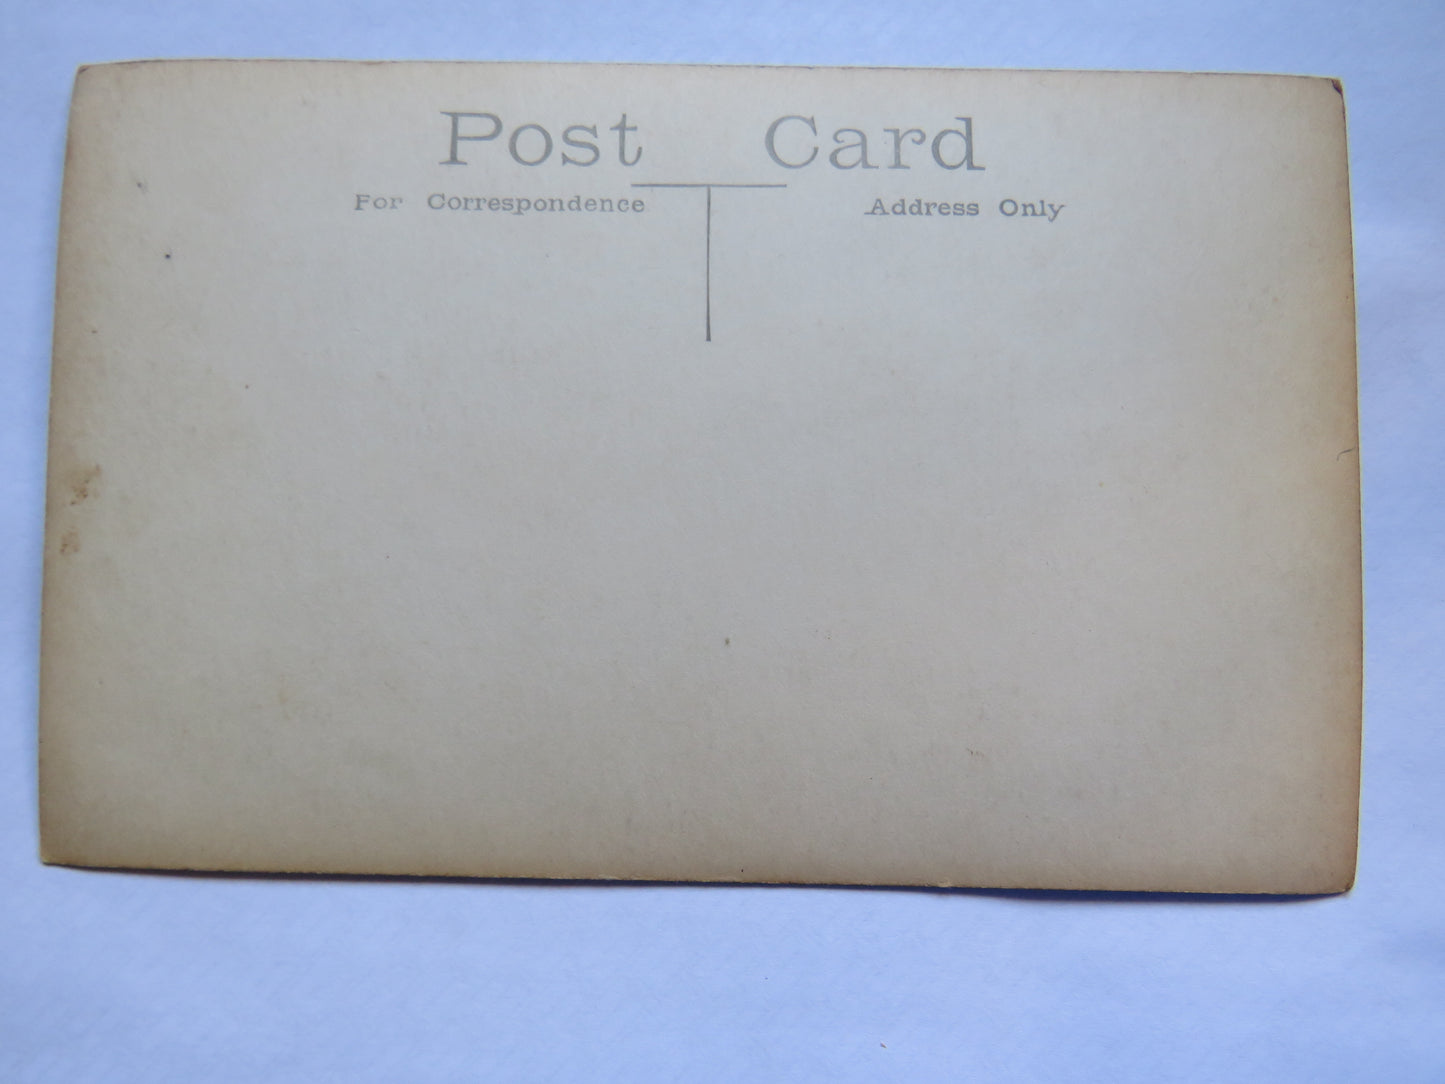 Post Card
For Correspondence
Address Only